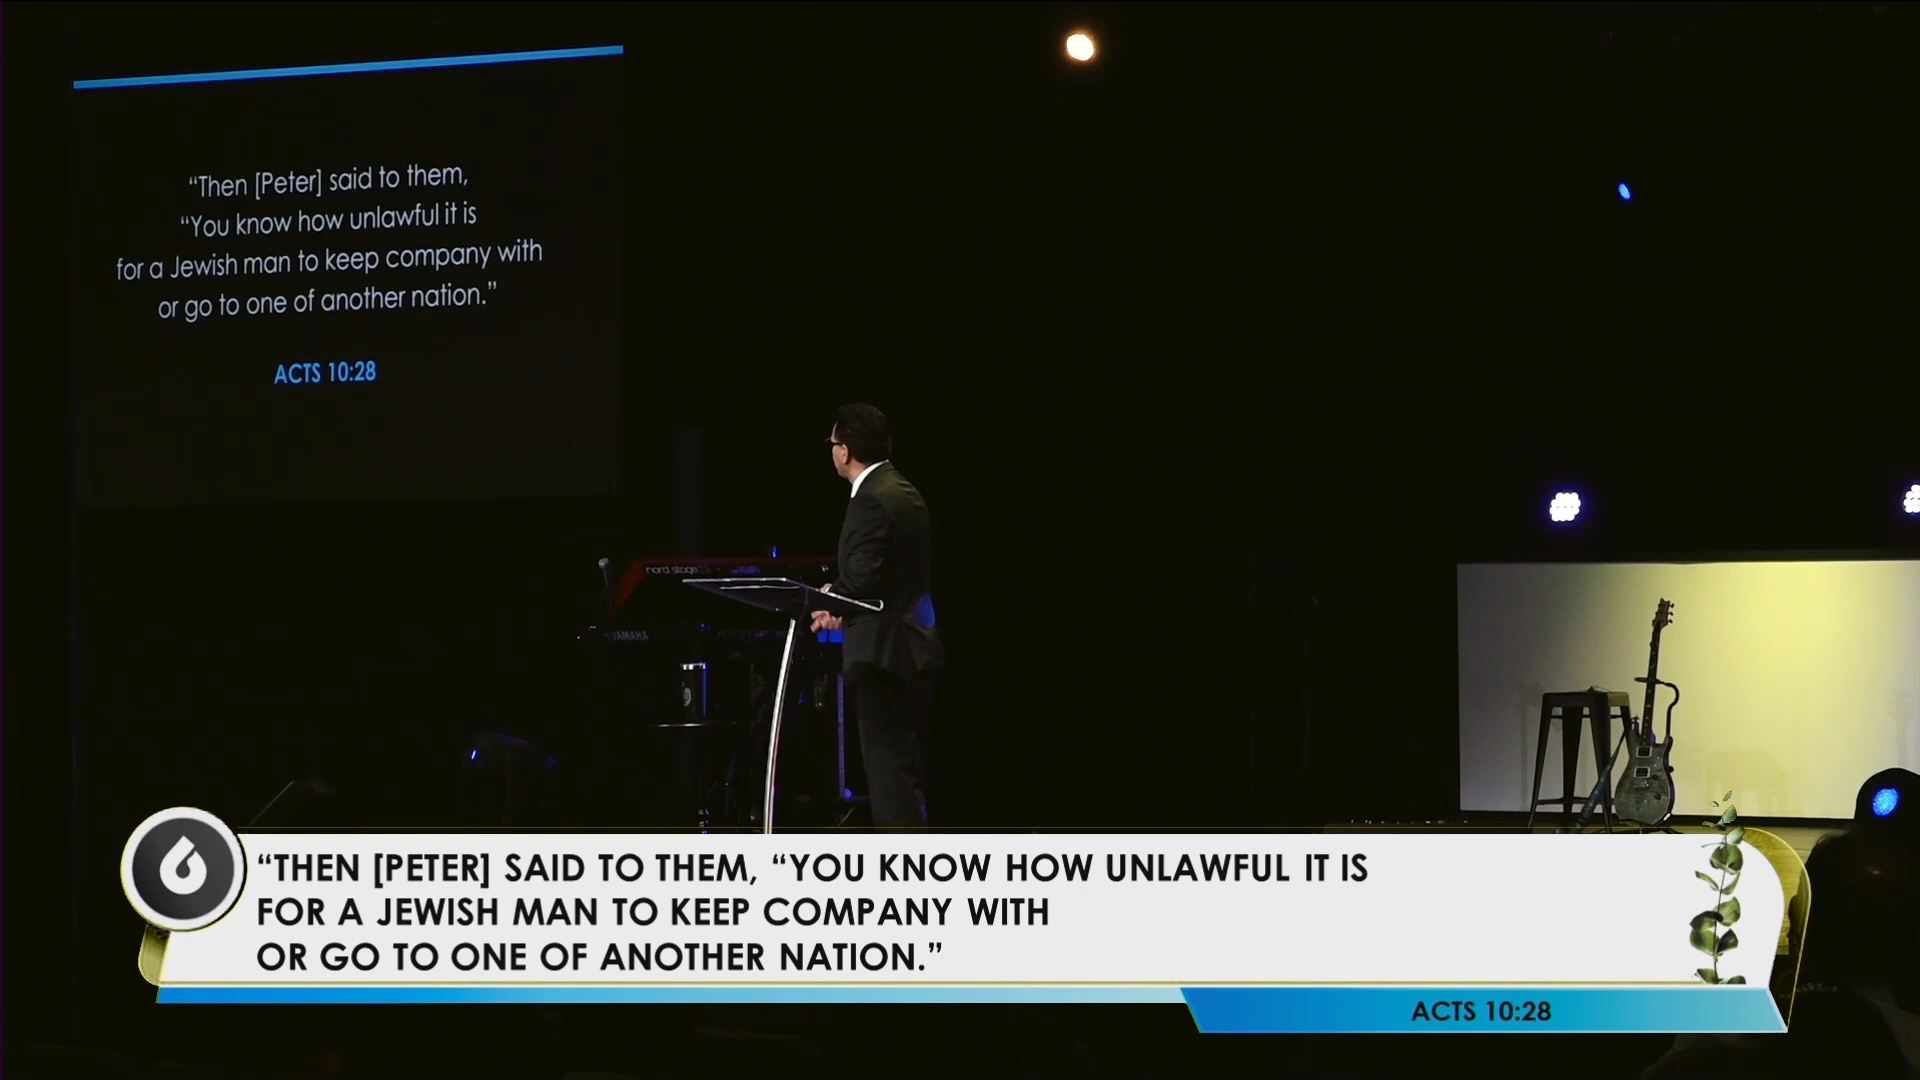 “Then [Peter] said to them,
“You know how unlawful it is
for a Jewish man to keep company with
or go to one of another nation.”
ACTS 10:28
nord stage
YAMAHA
“THEN [PETER] SAID TO THEM, “YOU KNOW HOW UNLAWFUL IT IS
FOR A JEWISH MAN TO KEEP COMPANY WITH
OR GO TO ONE OF ANOTHER NATION.”
ACTS 10:28